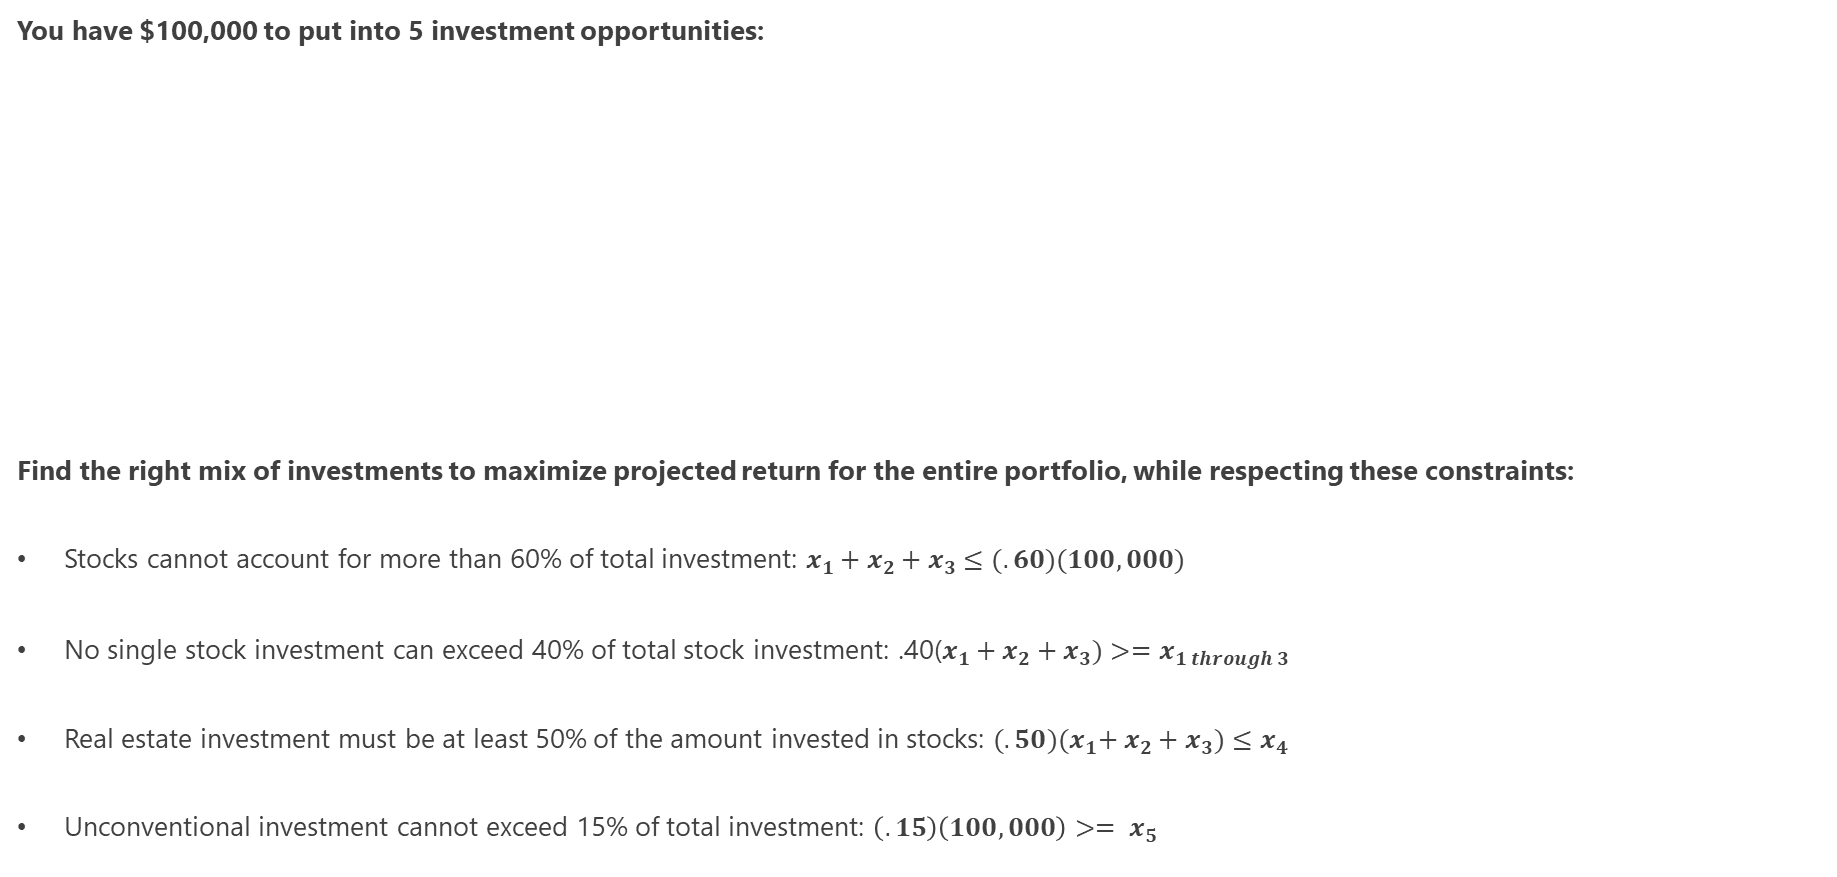 You have $100,000 to put into 5 investment opportunities:
Find the right mix of investments to maximize projected return for the entire portfolio, while respecting these constraints:
• Stocks cannot account for more than 60% of total investment: x₁ + x₂ + x₃ ≤ (.60)(100,000)
• No single stock investment can exceed 40% of total stock investment: .40(x₁ + x₂ + x₃) >= x₁ ₜₕᵣₒᵤgₕ ₃
• Real estate investment must be at least 50% of the amount invested in stocks: (.50)(x₁+ x₂ + x₃) ≤ x₄
• Unconventional investment cannot exceed 15% of total investment: (.15)(100,000) >= x₅